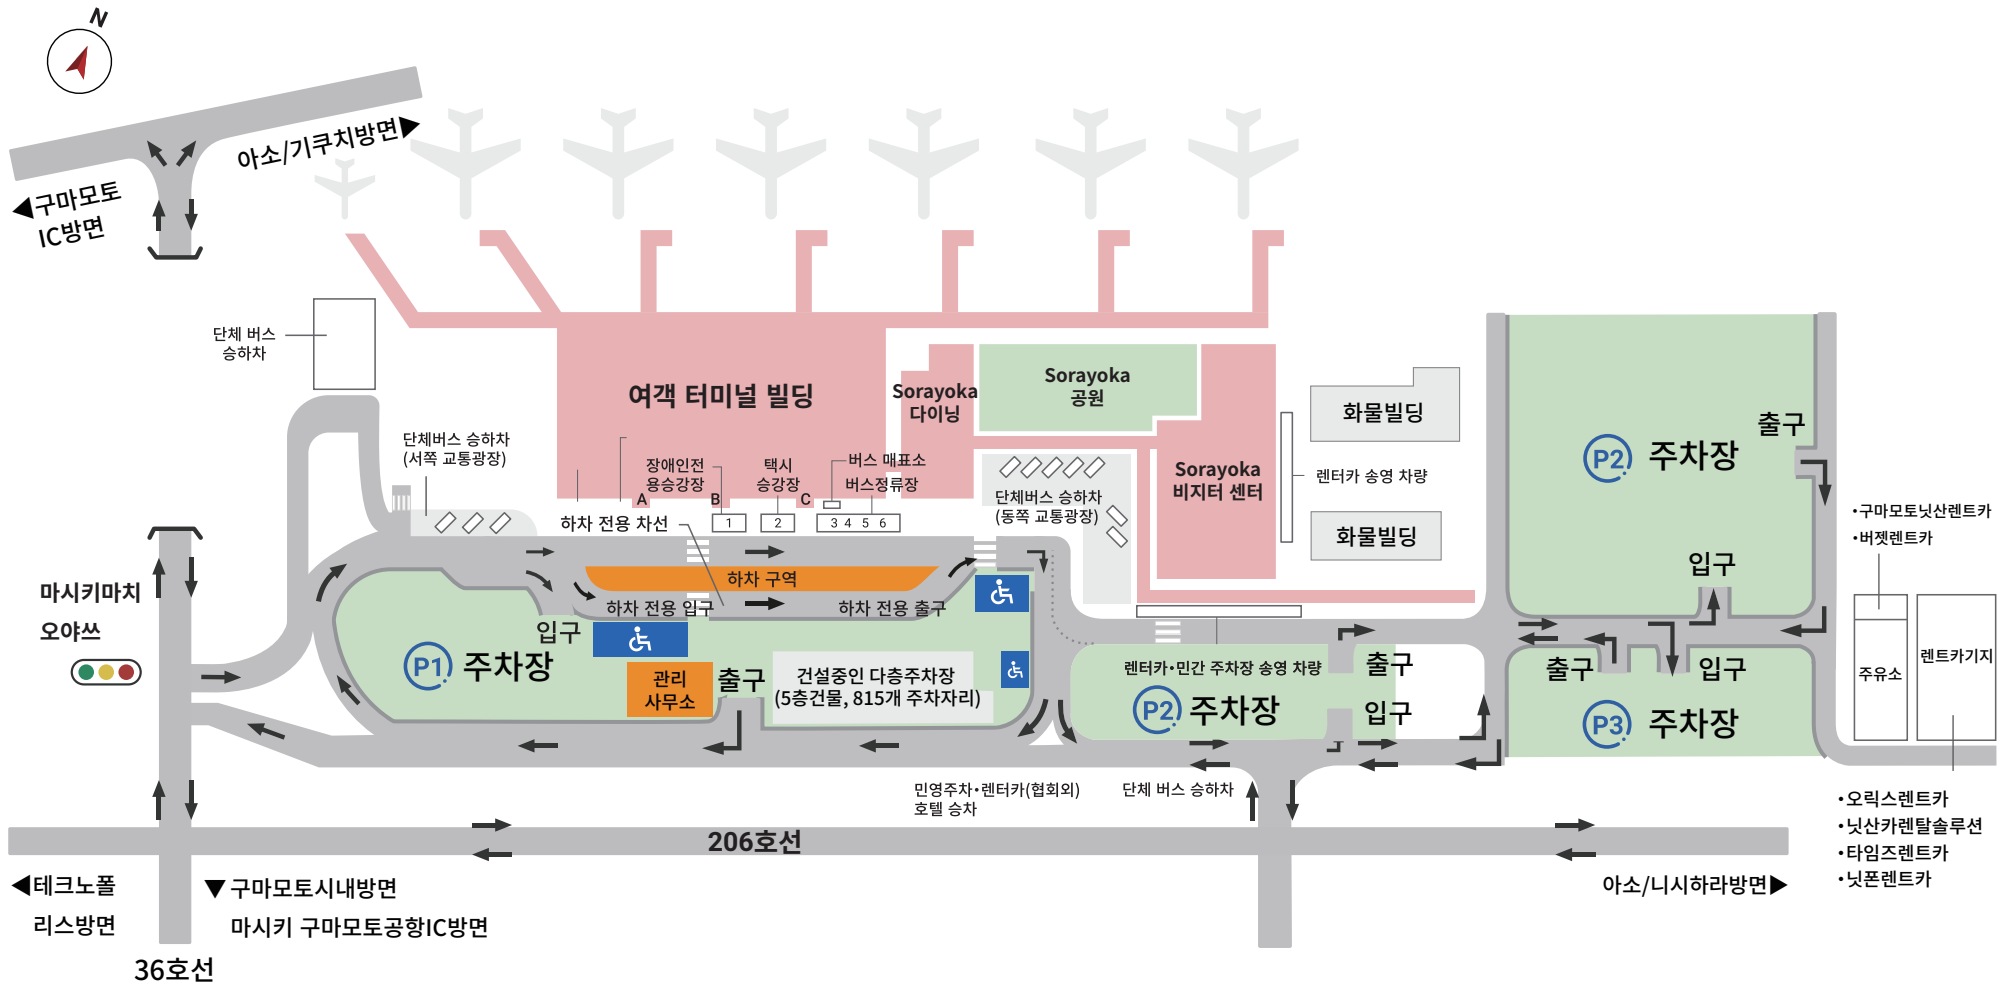 N
아소/기쿠치방면▶
◀구마모토
IC방면
단체 버스
승하차
여객 터미널 빌딩
Sorayoka
다이닝
Sorayoka
공원
화물빌딩
단체버스 승하차
(서쪽 교통광장)
장애인전
용승강장
택시
승강장
버스 매표소
버스정류장
A
B
C
1
2
3 4 5 6
하차 전용 차선
단체버스 승하차
(동쪽 교통광장)
Sorayoka
비지터 센터
렌터카 송영 차량
화물빌딩
P2 주차장
출구
입구
•구마모토닛산렌트카
•버젯렌트카
마시키마치
오야쓰
하차 구역
하차 전용 입구
하차 전용 출구
입구
P1 주차장
관리
사무소
출구
건설중인 다층주차장
(5층건물, 815개 주차자리)
렌터카•민간 주차장 송영 차량
P2 주차장
출구
입구
출구
입구
P3 주차장
주유소
렌트카기지
민영주차•렌터카(협회외)
호텔 승차
단체 버스 승하차
206호선
•오릭스렌트카
•닛산카렌탈솔루션
•타임즈렌트카
•닛폰렌트카
◀테크노폴
리스방면
▼구마모토시내방면
마시키 구마모토공항IC방면
아소/니시하라방면▶
36호선